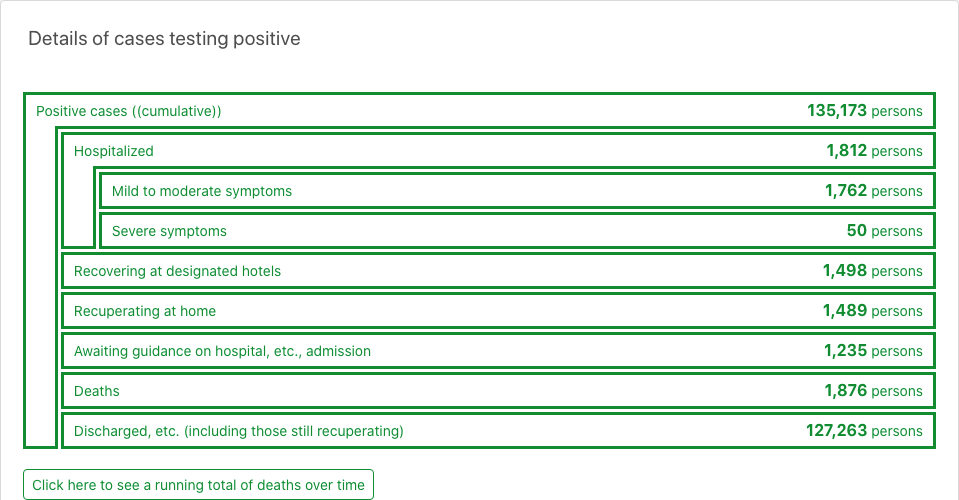 Details of cases testing positive
Positive cases ((cumulative)) 135,173 persons
Hospitalized 1,812 persons
Mild to moderate symptoms 1,762 persons
Severe symptoms 50 persons
Recovering at designated hotels 1,498 persons
Recuperating at home 1,489 persons
Awaiting guidance on hospital, etc., admission 1,235 persons
Deaths 1,876 persons
Discharged, etc. (including those still recuperating) 127,263 persons
Click here to see a running total of deaths over time